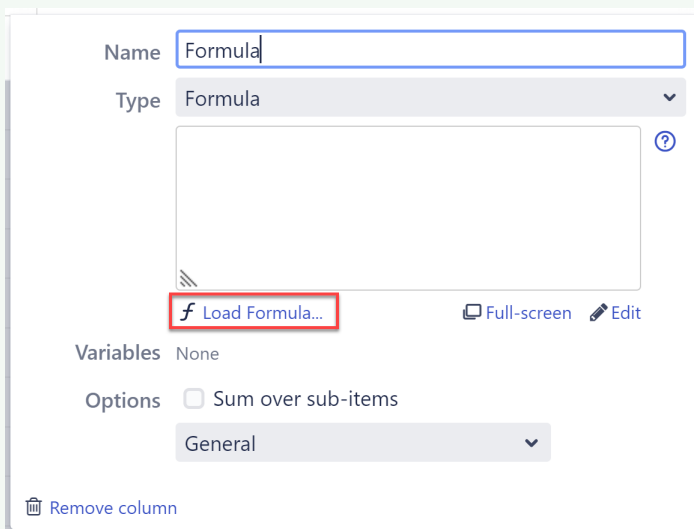 Name Formula
Type Formula
?
f Load Formula... Full-screen Edit
Variables None
Options Sum over sub-items
General
Remove column